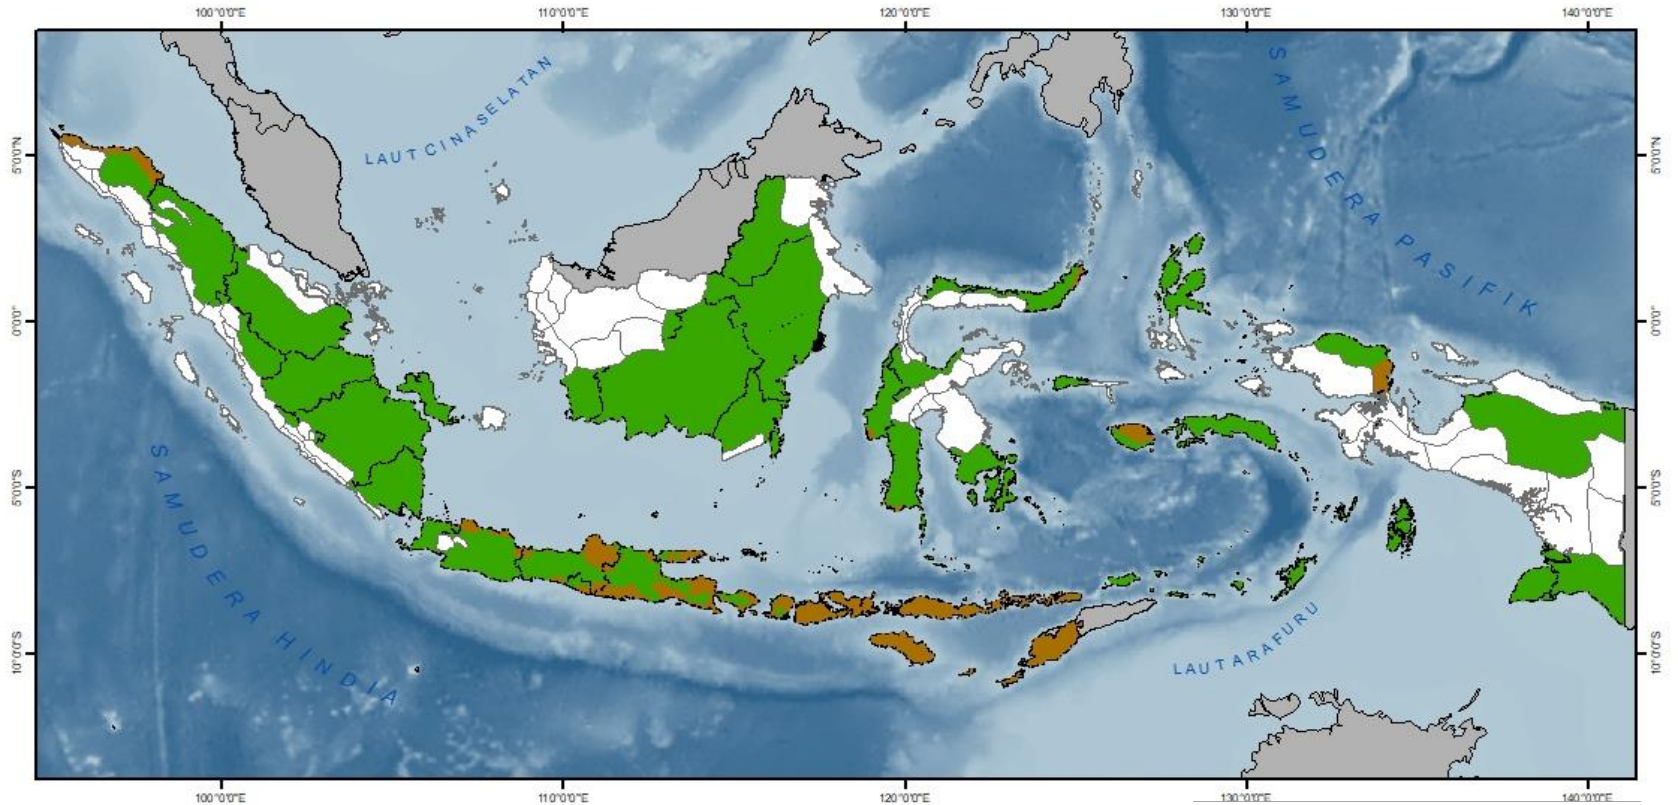 100°0'0"E 110°0'0"E 120°0'0"E 130°0'0"E 140°0'0"E
LAUT CINA SELATAN
SAMUDERA PASIFIK
5°0'0"N 5°0'0"N
0°0'0" 0°0'0"
5°0'0"S 5°0'0"S
SAMUDERA HINDIA
10°0'0"S 10°0'0"S
LAUT ARAFURU
100°0'0"E 110°0'0"E 120°0'0"E 130°0'0"E 140°0'0"E